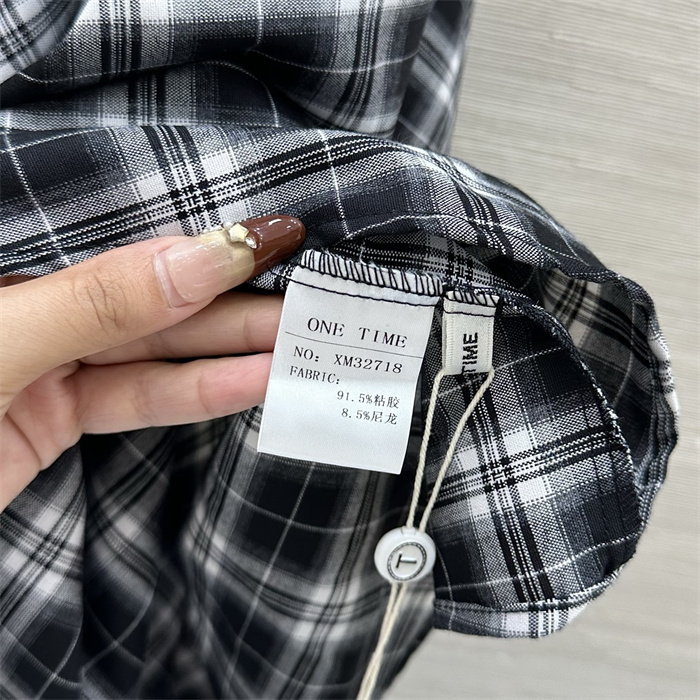 ONE TIME
NO: XM32718
FABRIC:
91.5%粘胶
8.5%尼龙
TIME
T